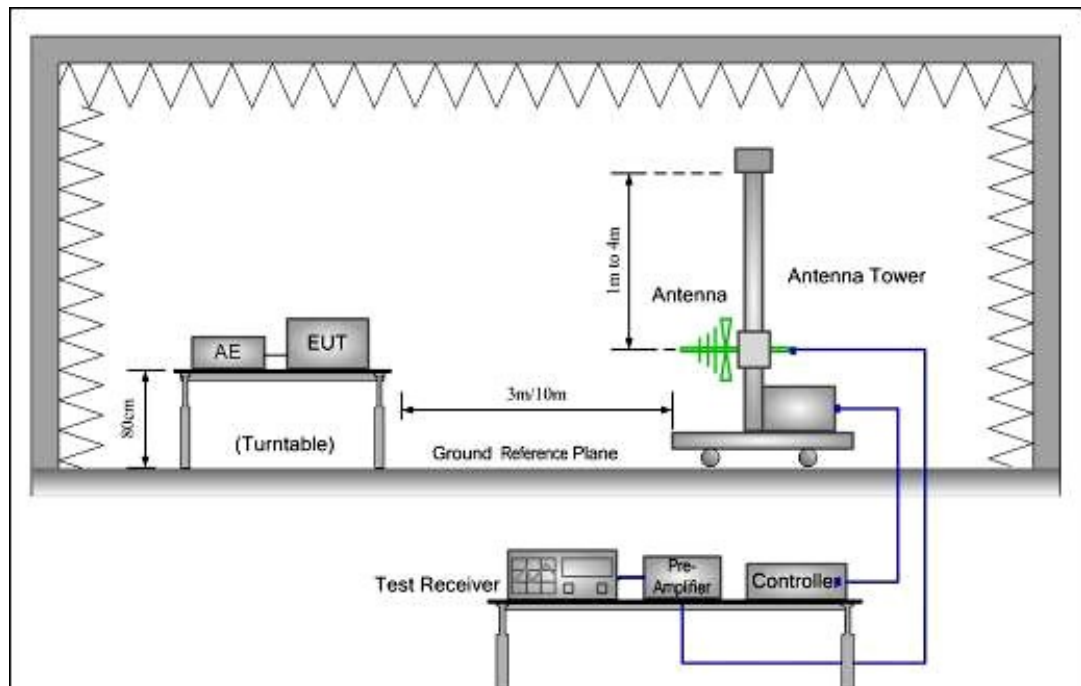 1m to 4m
Antenna Tower
Antenna
AE
EUT
3m/10m
80cm
(Turntable)
Ground Reference Plane
Test Receiver
Pre-
Amplifier
Controller